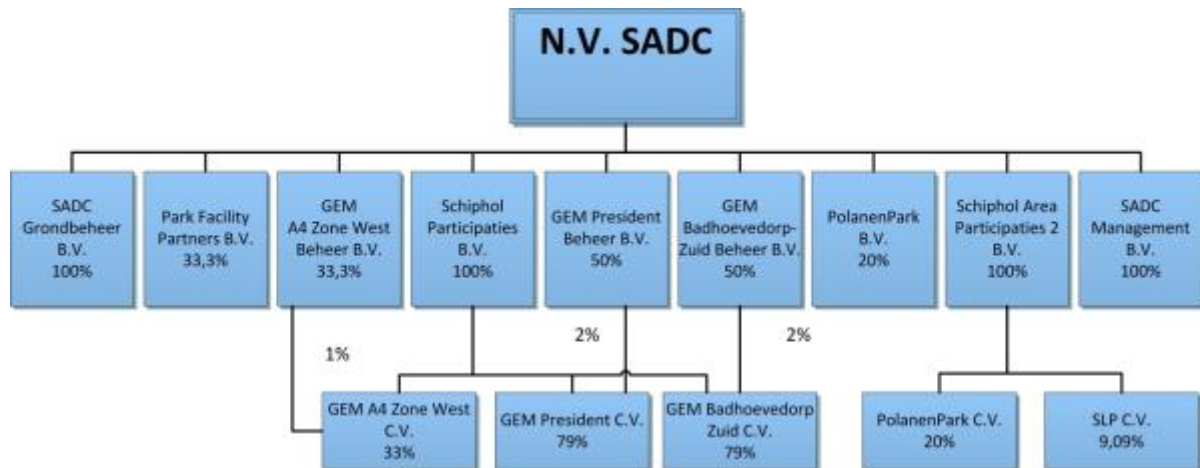 N.V. SADC
SADC
Grondbeheer
B.V.
100%
Park Facility
Partners B.V.
33,3%
GEM
A4 Zone West
Beheer B.V.
33,3%
Schiphol
Participaties
B.V.
100%
GEM President
Beheer B.V.
50%
GEM
Badhoevedorp-
Zuid Beheer B.V.
50%
PolanenPark
B.V.
20%
Schiphol Area
Participaties 2
B.V.
100%
SADC
Management
B.V.
100%
1%
2%
2%
GEM A4 Zone West
C.V.
33%
GEM President C.V.
79%
GEM Badhoevedorp
Zuid C.V.
79%
PolanenPark C.V.
20%
SLP C.V.
9,09%